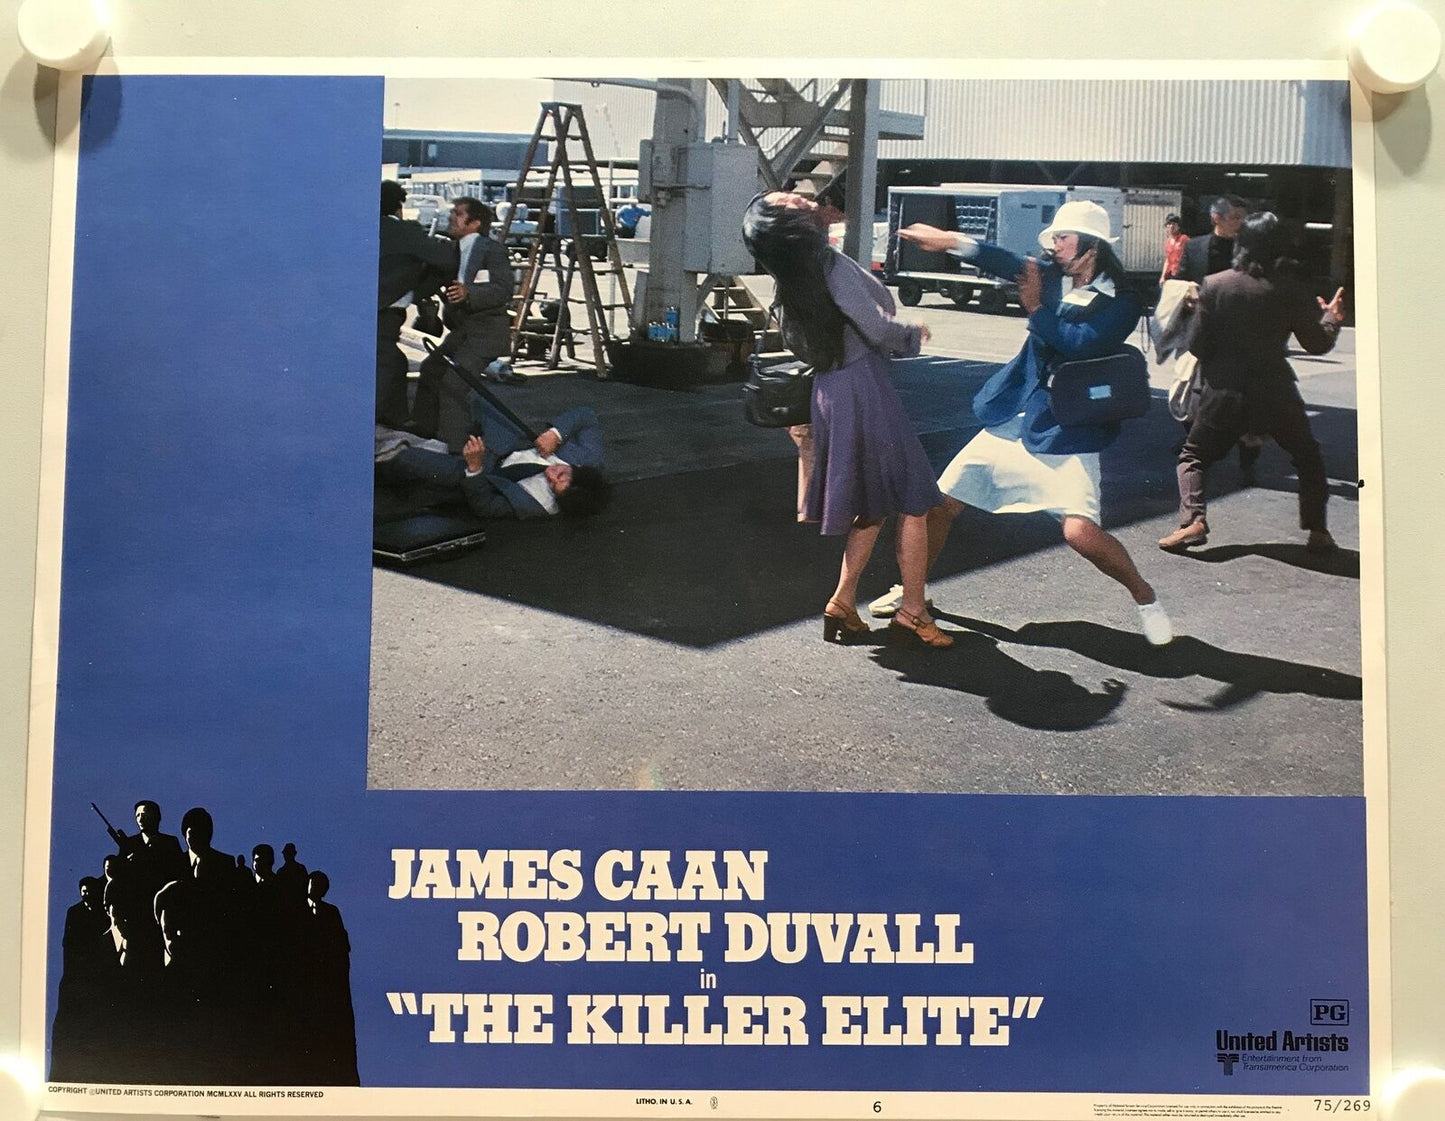 JAMES CAAN
ROBERT DUVALL
in
“THE KILLER ELITE”
PG
United Artists
Entertainment from
Transamerica Corporation
COPYRIGHT © UNITED ARTISTS CORPORATION MCMLXXV ALL RIGHTS RESERVED
LITHO. IN U. S. A.
6
75/269